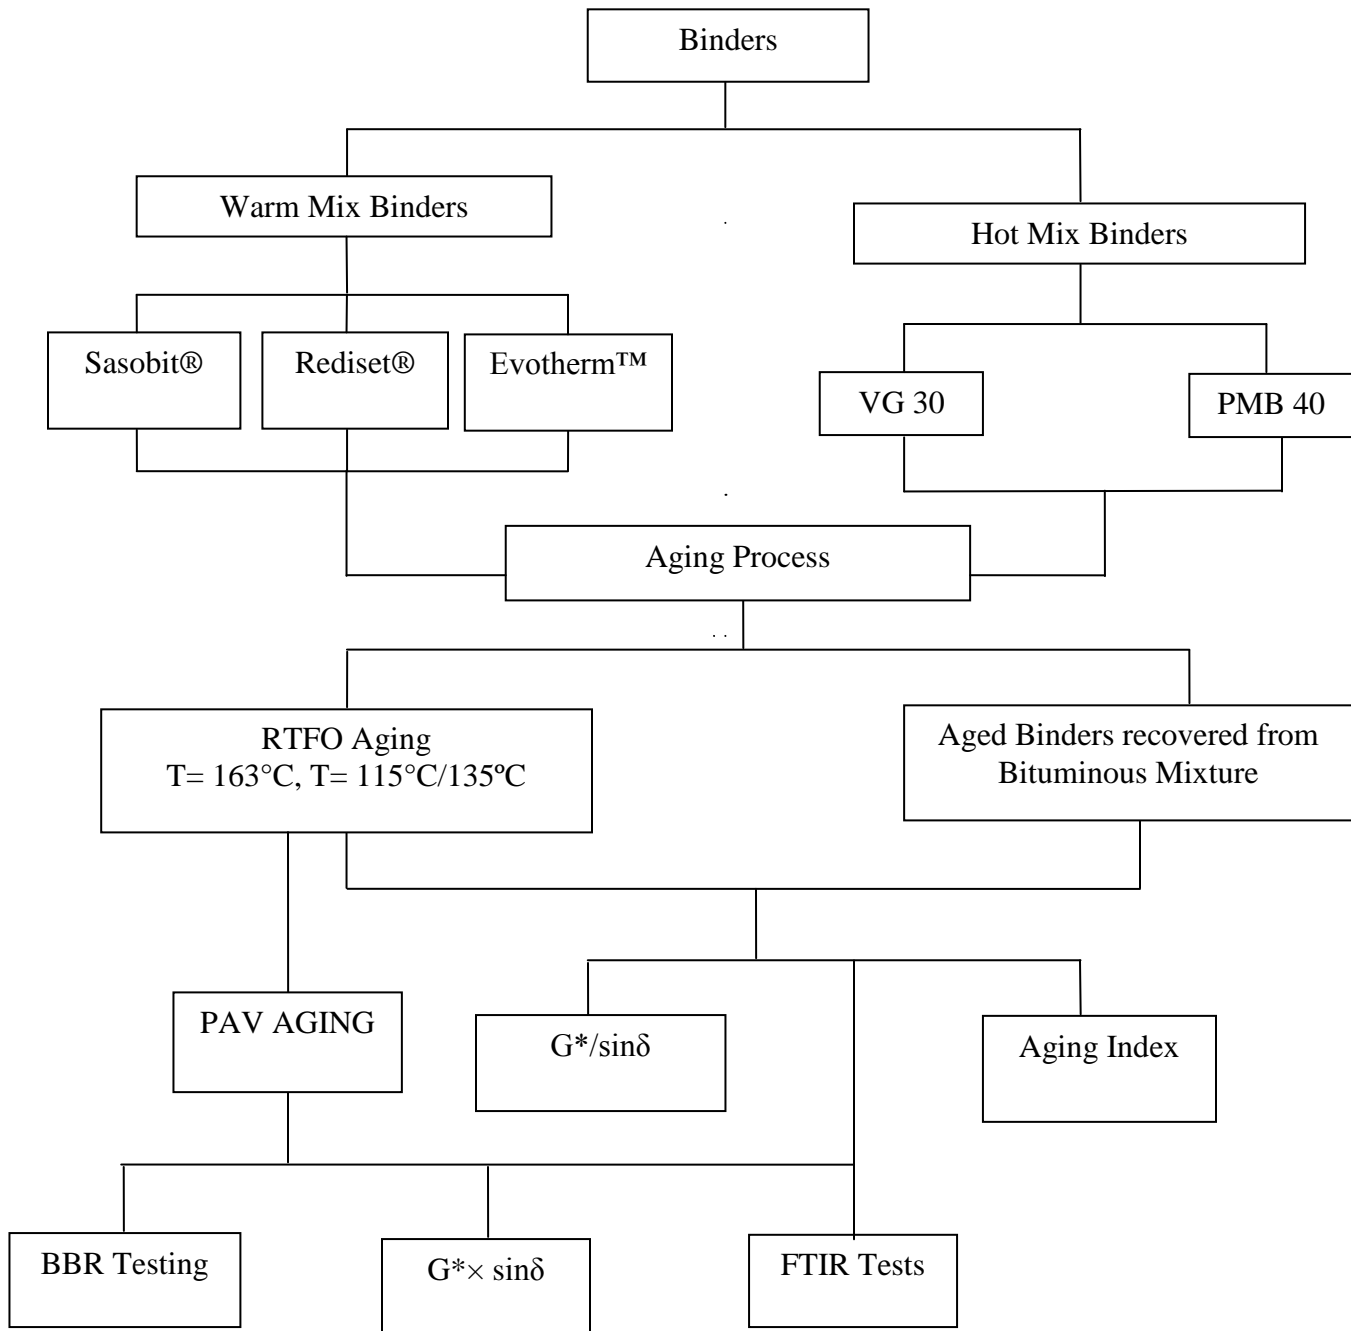 Binders
Warm Mix Binders
Hot Mix Binders
Sasobit®
Rediset®
Evotherm™
VG 30
PMB 40
Aging Process
RTFO Aging
T= 163°C, T= 115°C/135ºC
Aged Binders recovered from
Bituminous Mixture
PAV AGING
G*/sinδ
Aging Index
BBR Testing
G*× sinδ
FTIR Tests